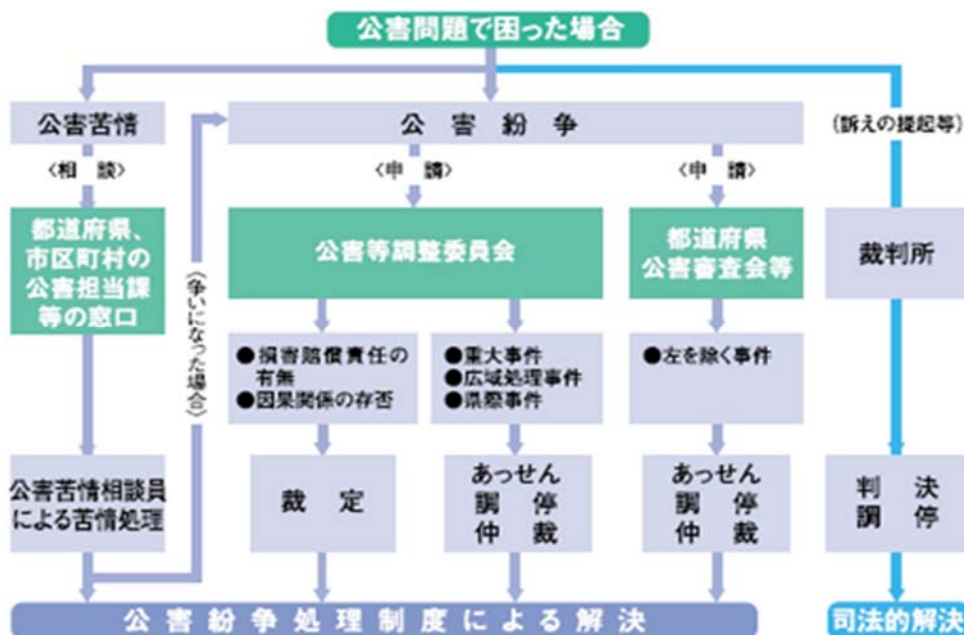 公害問題で困った場合
公害苦情
公害紛争
(訴えの提起等)
〈相談〉
〈申請〉
〈申請〉
都道府県、
市区町村の
公害担当課
等の窓口
〈争いになった場合〉
公害等調整委員会
都道府県
公害審査会等
裁判所
●損害賠償責任の
有無
●因果関係の存否
●重大事件
●広域処理事件
●県際事件
●左を除く事件
公害苦情相談員
による苦情処理
裁定
あっせん
調停
仲裁
あっせん
調停
仲裁
判決
調停
公害紛争処理制度による解決
司法的解決